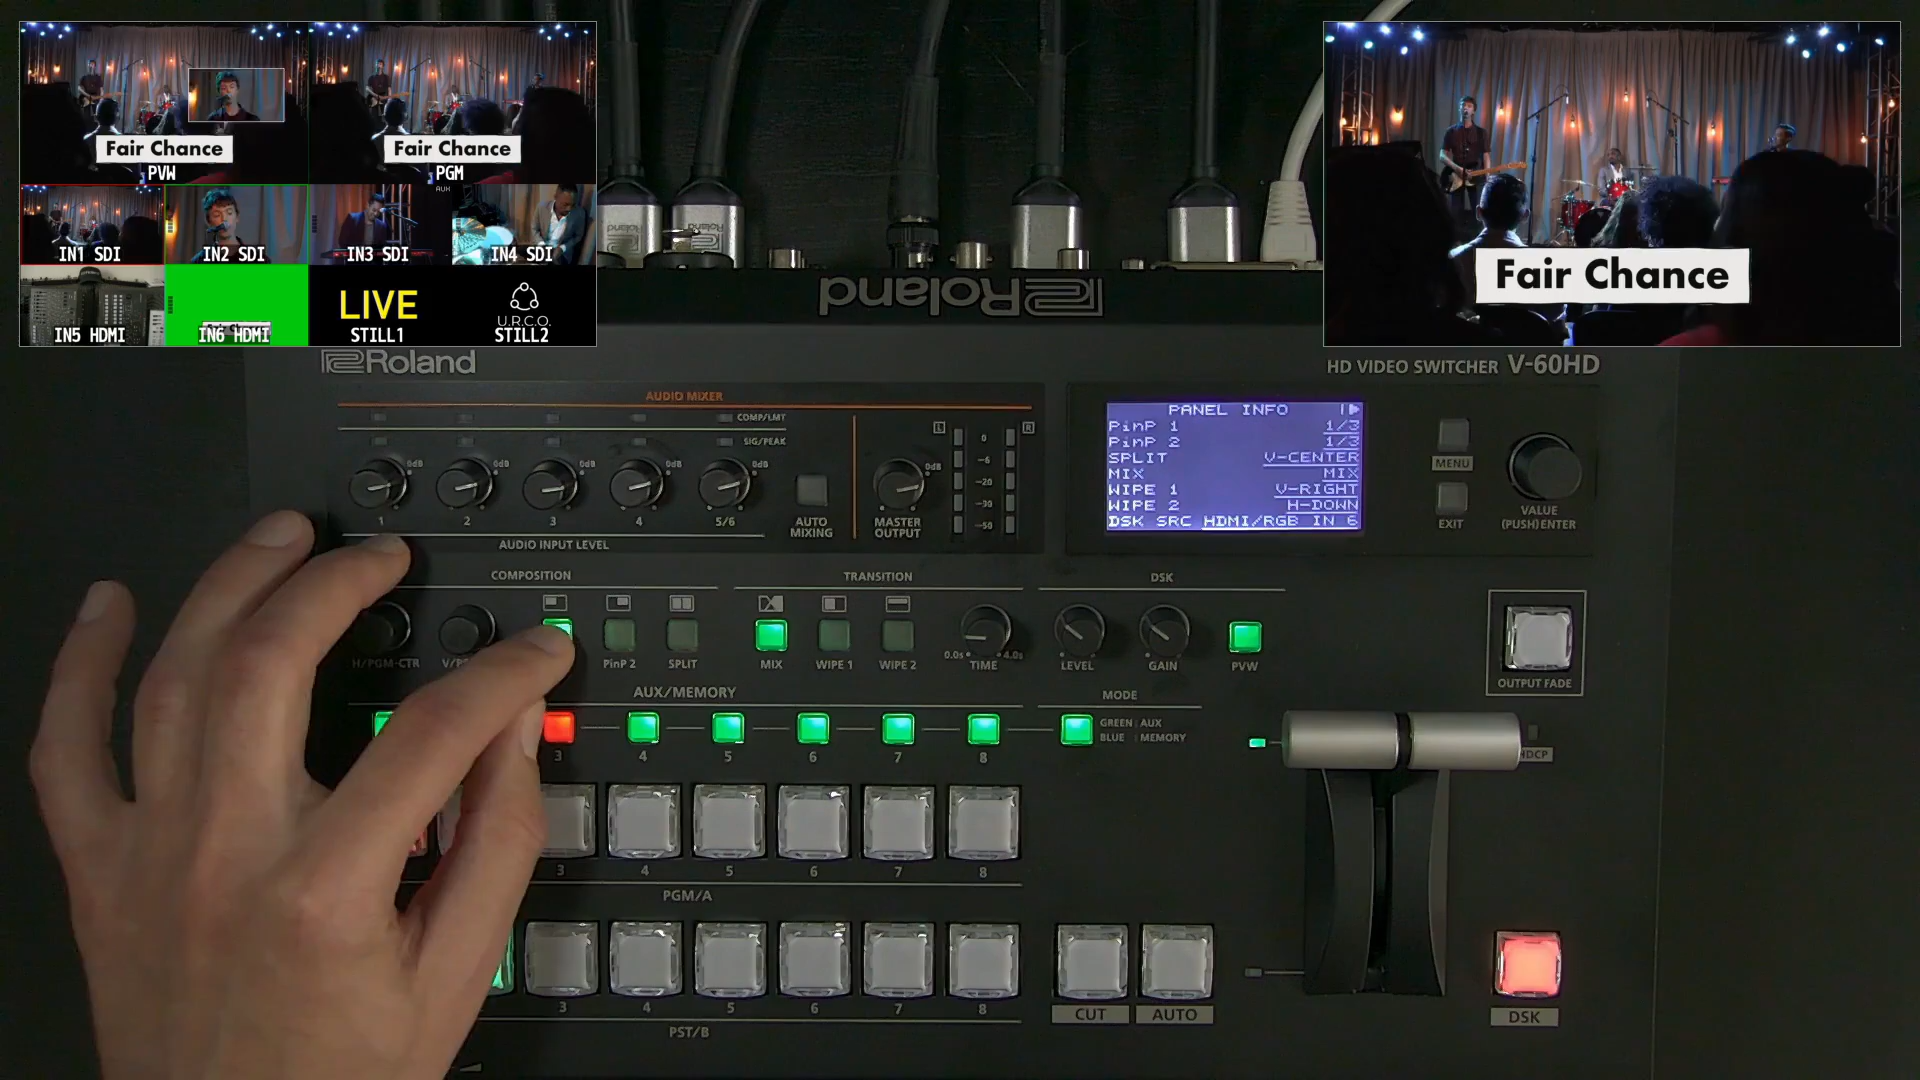 Fair Chance
PVW
Fair Chance
PGM
AUX
IN1 SDI
IN2 SDI
IN3 SDI
IN4 SDI
IN5 HDMI
IN6 HDMI
LIVE
STILL1
U.R.C.O.
STILL2
Fair Chance
Roland
Roland
HD VIDEO SWITCHER V-60HD
AUDIO MIXER
COMP/LMT
SIG/PEAK
0dB
0dB
0dB
0dB
0dB
0dB
1
2
3
4
5/6
AUTO MIXING
MASTER OUTPUT
L
R
0
-6
-20
-30
-50
AUDIO INPUT LEVEL
PANEL INFO 1
PinP 1 1/3
PinP 2 1/3
SPLIT V-CENTER
MIX MIX
WIPE 1 V-RIGHT
WIPE 2 H-DOWN
DSK SRC HDMI/RGB IN 6
MENU
EXIT
VALUE
(PUSH)ENTER
COMPOSITION
TRANSITION
DSK
H/PGM-CTR
PinP 2
SPLIT
MIX
WIPE 1
WIPE 2
0.0s
4.0s
TIME
LEVEL
GAIN
PVW
OUTPUT FADE
AUX/MEMORY
MODE
GREEN : AUX
BLUE : MEMORY
3
4
5
6
7
8
HDCP
3
4
5
6
7
8
PGM/A
3
4
5
6
7
8
PST/B
CUT
AUTO
DSK